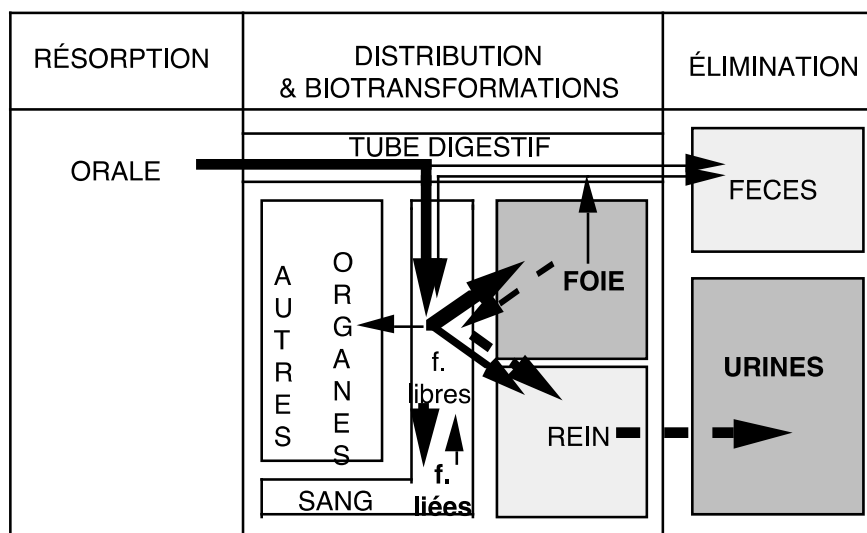 RÉSORPTION
DISTRIBUTION
& BIOTRANSFORMATIONS
ÉLIMINATION
TUBE DIGESTIF
ORALE
FECES
AUTRES
ORGANES
FOIE
f.
libres
URINES
REIN
f.
liées
SANG